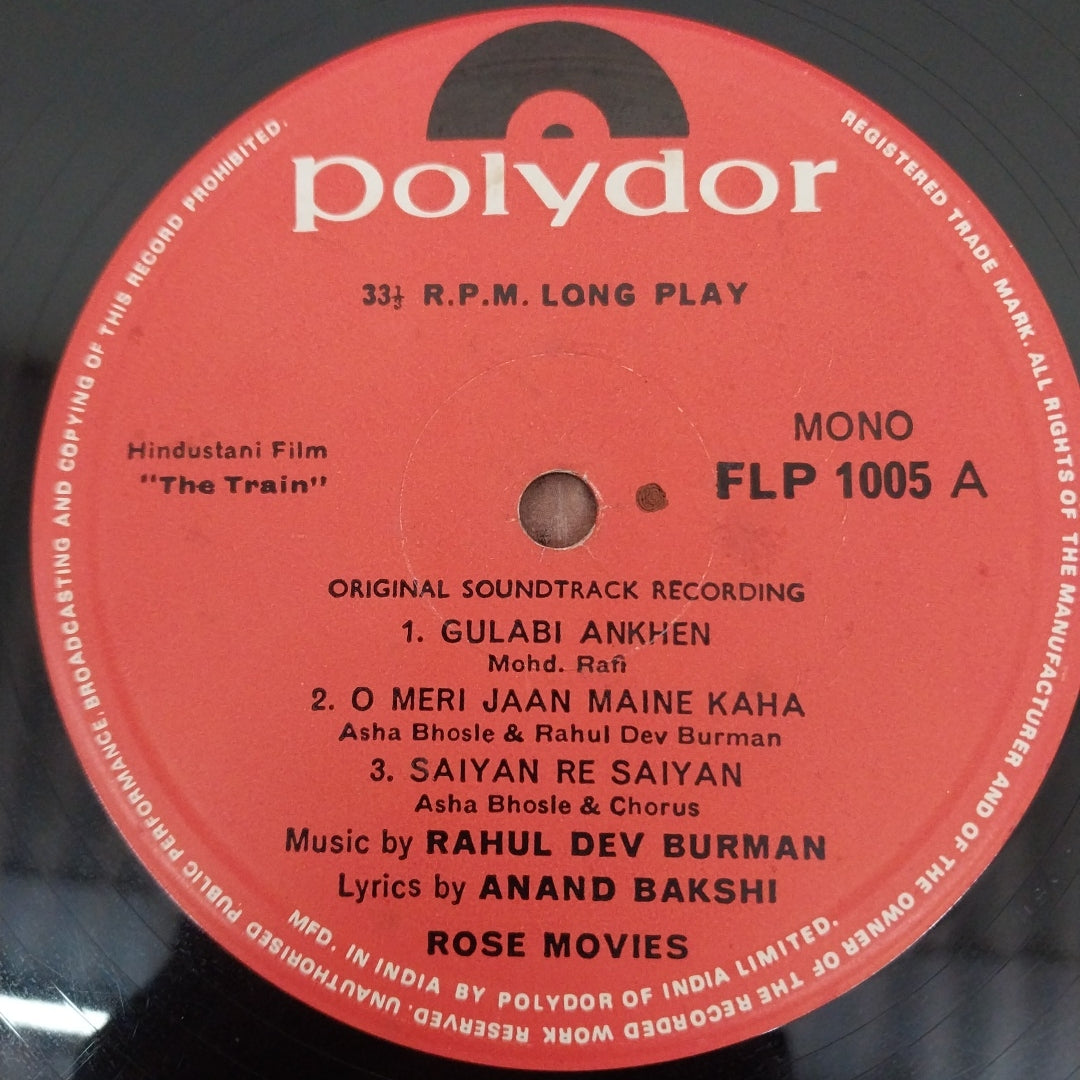 polydor
33⅓ R.P.M. LONG PLAY
Hindustani Film
"The Train"
MONO
FLP 1005 A
ORIGINAL SOUNDTRACK RECORDING
1. GULABI ANKHEN
Mohd. Rafi
2. O MERI JAAN MAINE KAHA
Asha Bhosle & Rahul Dev Burman
3. SAIYAN RE SAIYAN
Asha Bhosle & Chorus
Music by RAHUL DEV BURMAN
Lyrics by ANAND BAKSHI
ROSE MOVIES
MFD. IN INDIA BY POLYDOR OF INDIA LIMITED.
REGISTERED TRADE MARK. ALL RIGHTS OF THE MANUFACTURER AND OF THE OWNER OF THE RECORDED WORK RESERVED. UNAUTHORISED PUBLIC PERFORMANCE BROADCASTING AND COPYING OF THIS RECORD PROHIBITED.